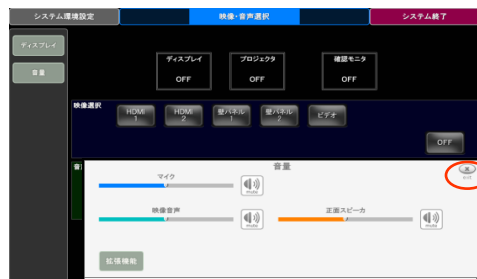 システム環境設定
映像・音声選択
システム終了
ディスプレイ
音量
ディスプレイ
OFF
プロジェクタ
OFF
確認モニタ
OFF
映像選択
HDMI
1
HDMI
2
壁パネル
1
壁パネル
2
ビデオ
OFF
音
音量
exit
マイク
mute
映像音声
mute
正面スピーカ
mute
拡張機能